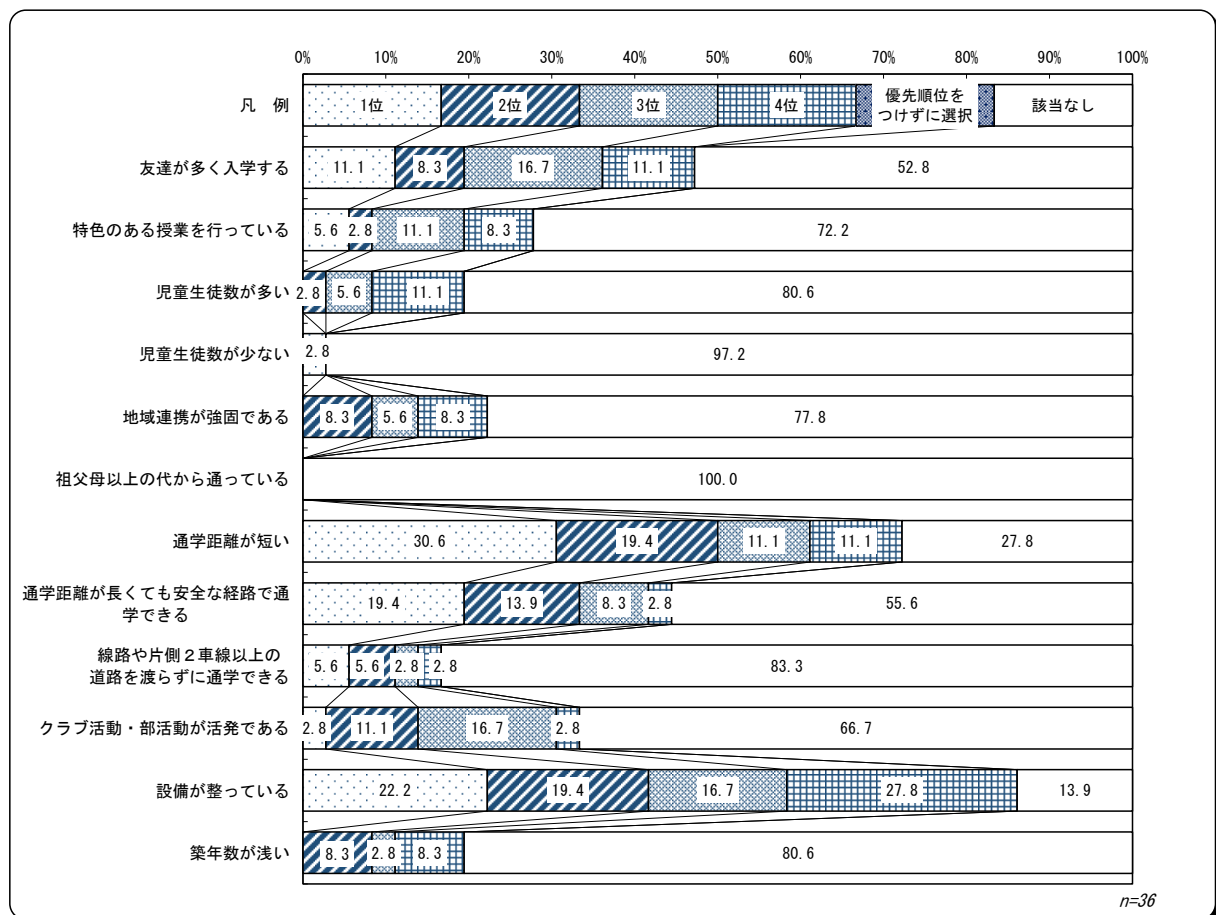 0% 10% 20% 30% 40% 50% 60% 70% 80% 90% 100%
凡 例 1位 2位 3位 4位 優先順位を
つけずに選択 該当なし
友達が多く入学する 11.1 8.3 16.7 11.1 52.8
特色のある授業を行っている 5.6 2.8 11.1 8.3 72.2
児童生徒数が多い 2.8 5.6 11.1 80.6
児童生徒数が少ない 2.8 97.2
地域連携が強固である 8.3 5.6 8.3 77.8
祖父母以上の代から通っている 100.0
通学距離が短い 30.6 19.4 11.1 11.1 27.8
通学距離が長くても安全な経路で通
学できる 19.4 13.9 8.3 2.8 55.6
線路や片側2車線以上の
道路を渡らずに通学できる 5.6 5.6 2.8 2.8 83.3
クラブ活動・部活動が活発である 2.8 11.1 16.7 2.8 66.7
設備が整っている 22.2 19.4 16.7 27.8 13.9
築年数が浅い 8.3 2.8 8.3 80.6
n=36